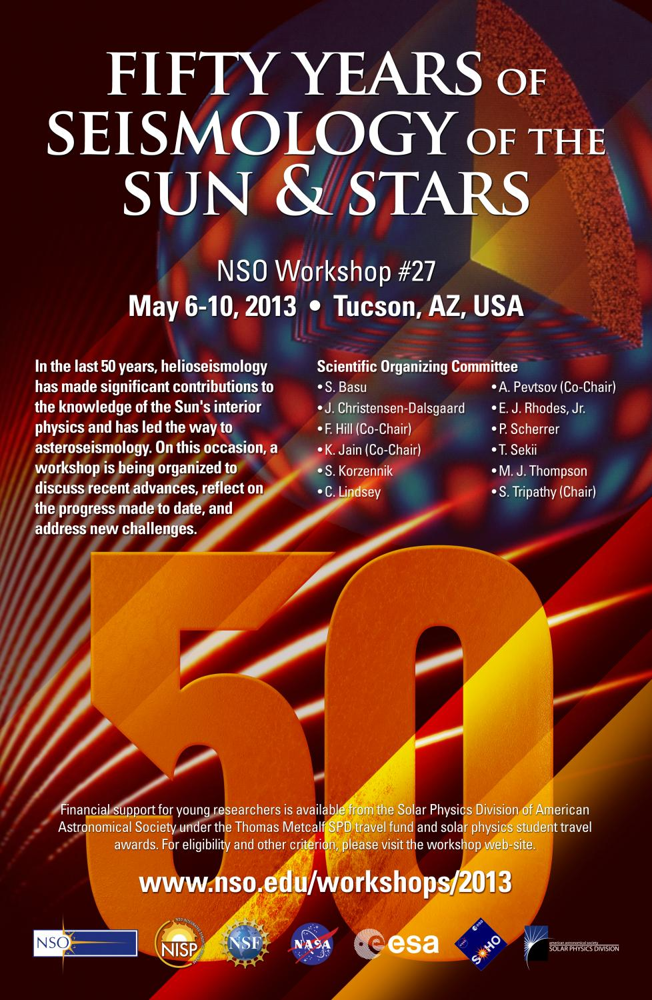 FIFTY YEARS OF
SEISMOLOGY OF THE
SUN & STARS
NSO Workshop #27
May 6-10, 2013 • Tucson, AZ, USA
In the last 50 years, helioseismology
has made significant contributions to
the knowledge of the Sun's interior
physics and has led the way to
asteroseismology. On this occasion, a
workshop is being organized to
discuss recent advances, reflect on
the progress made to date, and
address new challenges.
Scientific Organizing Committee
• S. Basu
• J. Christensen-Dalsgaard
• F. Hill (Co-Chair)
• K. Jain (Co-Chair)
• S. Korzennik
• C. Lindsey
• A. Pevtsov (Co-Chair)
• E. J. Rhodes, Jr.
• P. Scherrer
• T. Sekii
• M. J. Thompson
• S. Tripathy (Chair)
50
Financial support for young researchers is available from the Solar Physics Division of American
Astronomical Society under the Thomas Metcalf SPD travel fund and solar physics student travel
awards. For eligibility and other criterion, please visit the workshop web-site.
www.nso.edu/workshops/2013
NSO
NSO INTEGRATED SYNOPTIC PROGRAM
NISP
NSF
NASA
esa
esa
NASA
SOHO
american astronomical society
SOLAR PHYSICS DIVISION